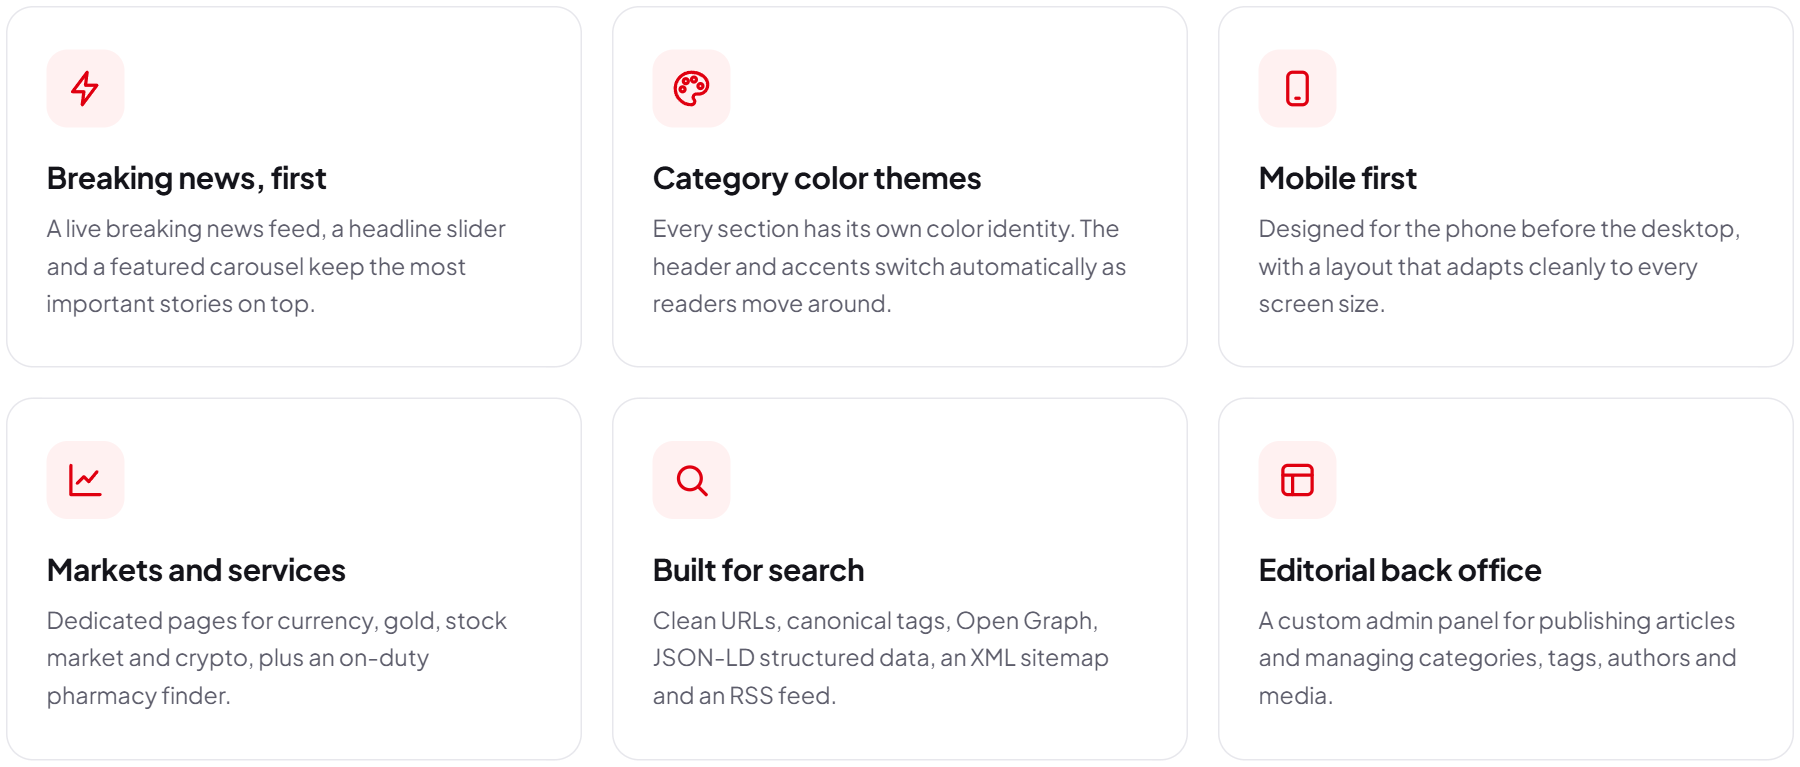 Breaking news, first
A live breaking news feed, a headline slider
and a featured carousel keep the most
important stories on top.
Category color themes
Every section has its own color identity. The
header and accents switch automatically as
readers move around.
Mobile first
Designed for the phone before the desktop,
with a layout that adapts cleanly to every
screen size.
Markets and services
Dedicated pages for currency, gold, stock
market and crypto, plus an on-duty
pharmacy finder.
Built for search
Clean URLs, canonical tags, Open Graph,
JSON-LD structured data, an XML sitemap
and an RSS feed.
Editorial back office
A custom admin panel for publishing articles
and managing categories, tags, authors and
media.